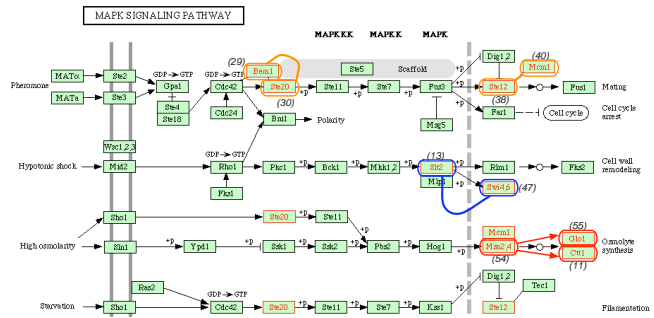 MAPK SIGNALING PATHWAY
MAPKKK MAPKK MAPK
(29) Bem1 Ste5 Scaffold Dig1,2 (40) Mcm1
Pheromone MATα Ste2 GDP GTP Cdc42 Ste20 +p Ste11 +p Ste7 +p Fus3 +p Ste12 Fus1 Mating
MATa Ste3 Gpa1 Ste4 Ste18 Cdc24 (30) Msg5 +p (38) Far1 Cell cycle Cell cycle arrest
Bni1 Polarity
Wsc1,2,3
Hypotonic shock Mid2 GDP GTP Rho1 Pkc1 +p Bck1 +p Mkk1,2 +p (13) Slt2 +p Rlm1 Fks2 Cell wall remodeling
Fks1 Mlp1 +p Swi4,6 (47)
Sho1 Ste20 +p Ste11 +p
High osmolarity Sln1 +p Ypd1 +p Ssk1 Ssk2 +p Pbs2 +p Hog1 +p Mcm1 Msn2,4 (54) (55) Glo1 Ctt1 (11) Osmolyte synthesis
Starvation Ras2 Sho1 GDP GTP Cdc42 Ste20 +p Ste11 +p Ste7 +p Kss1 +p Dig1,2 Ste12 Tec1 Filamentation